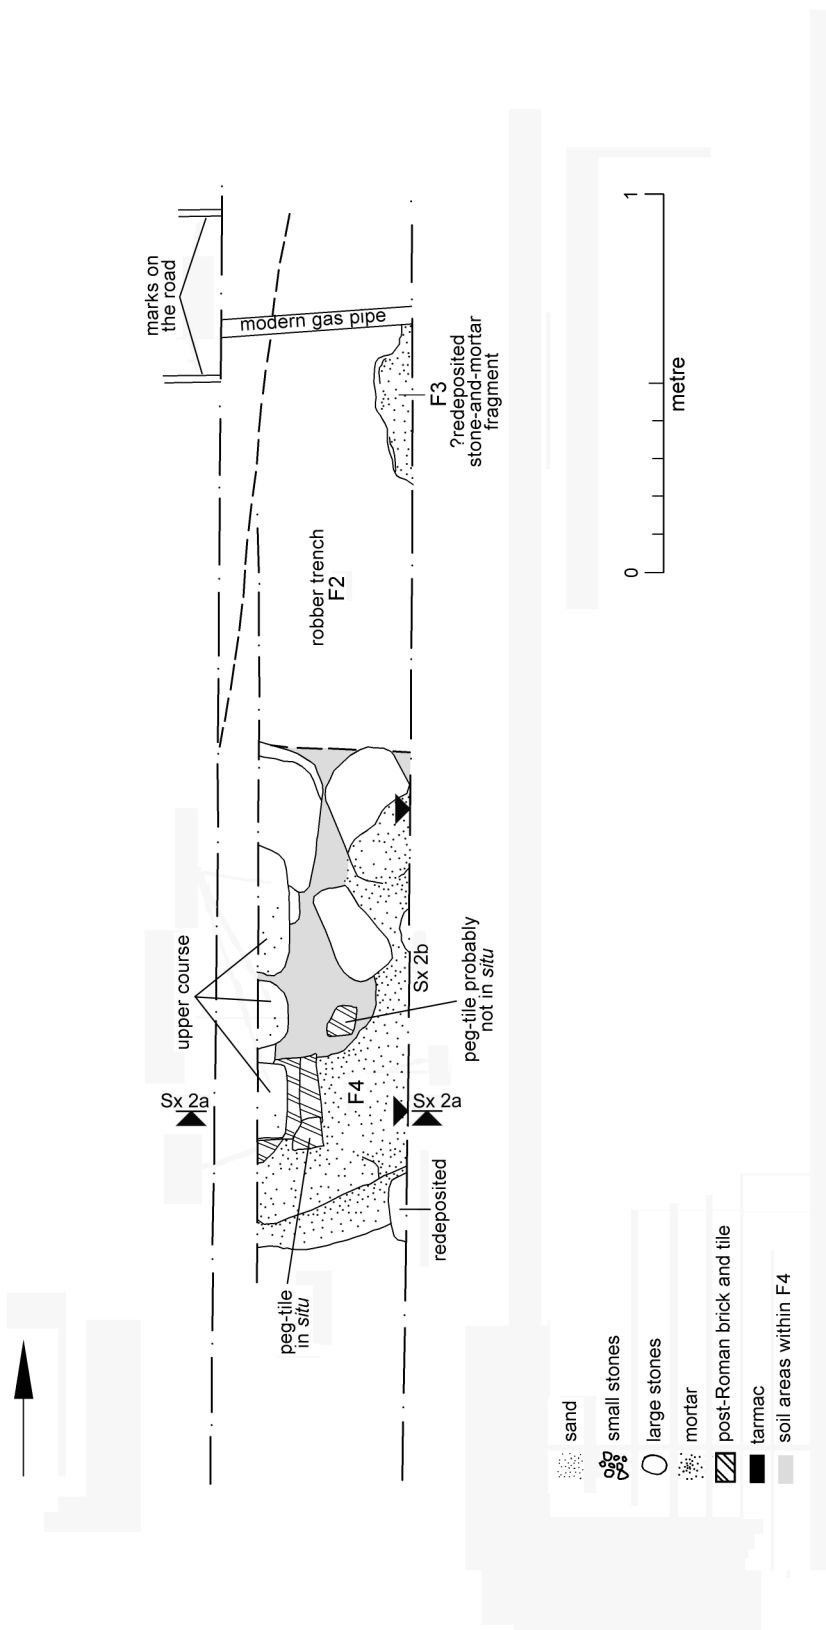 marks on
the road
modern gas pipe
F3
?redeposited
stone-and-mortar
fragment
robber trench
F2
upper course
Sx 2b
peg-tile probably
not in situ
F4
Sx 2a
Sx 2a
redeposited
peg-tile
in situ
0
1
metre
sand
small stones
large stones
mortar
post-Roman brick and tile
tarmac
soil areas within F4